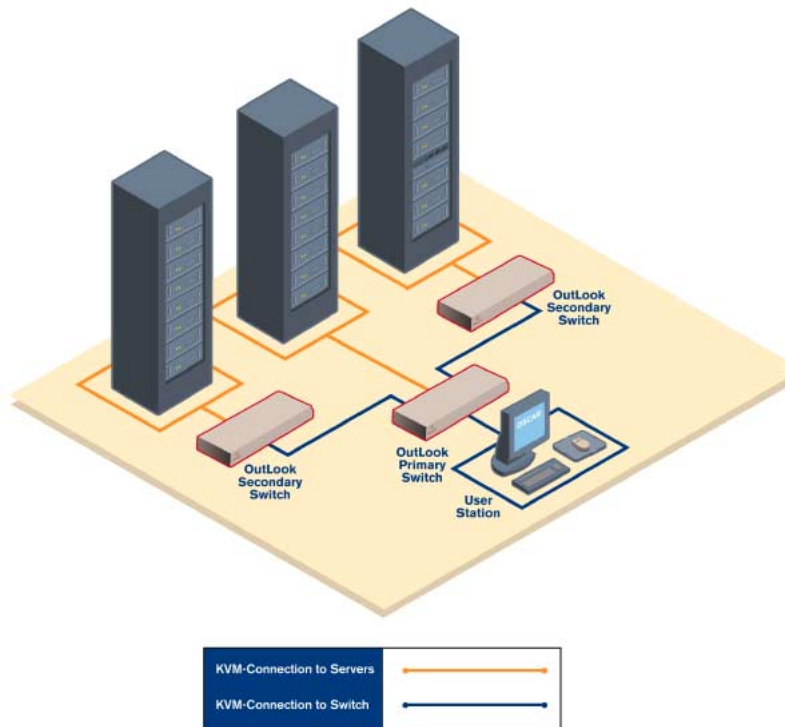 OutLook
Secondary
Switch
OSCAR
OutLook
Primary
Switch
OutLook
Secondary
Switch
User
Station
KVM-Connection to Servers
KVM-Connection to Switch